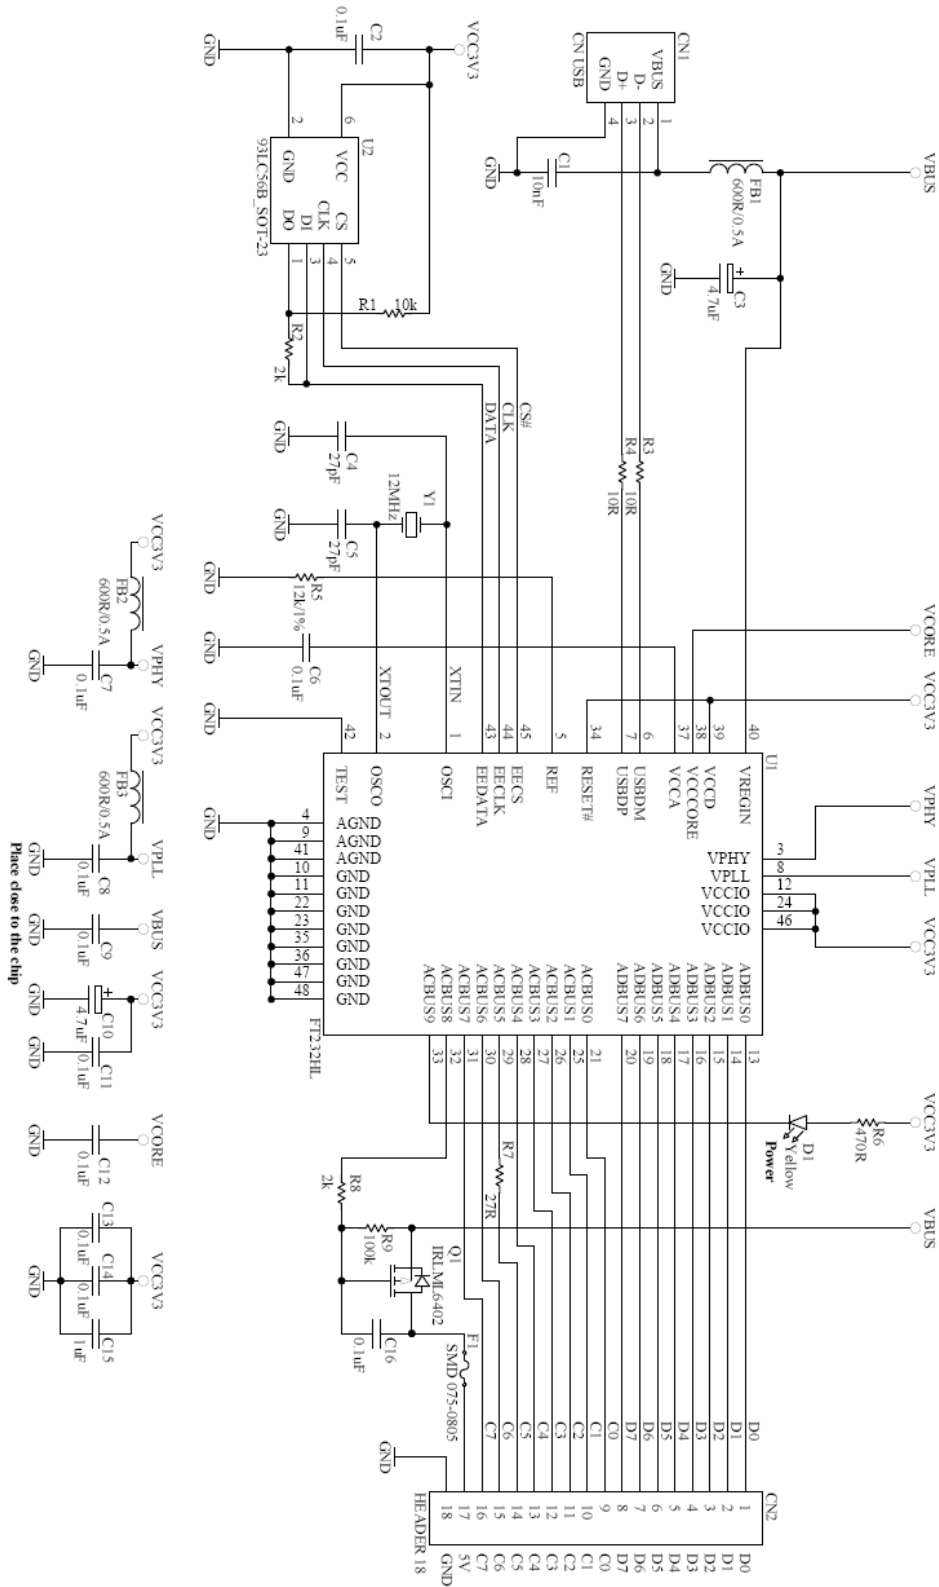 VBUS
VCORE
VCC3V3
VPHY
VPLL
VCC3V3
VCC3V3
VBUS
CN1
VBUS
D-
D+
GND
CN USB
1
2
3
4
FB1
600R/0.5A
C3
4.7uF
GND
C1
10nF
GND
R3
10R
R4
10R
VCC3V3
C2
0.1uF
GND
U2
6
2
VCC
GND
CS
CLK
DI
DO
5
4
3
1
93LC56B_SOT-23
R1
10k
R2
2k
CS#
CLK
DATA
C4
27pF
GND
Y1
12MHz
C5
27pF
GND
R5
12k/1%
GND
C6
0.1uF
GND
XTIN
XTOUT
GND
U1
40
VREGIN
39
VCCD
38
VCCCORE
37
VCCA
6
USBDM
7
USBDP
34
RESET#
5
REF
45
EECS
44
EECLK
43
EEDATA
1
OSCI
2
OSCO
42
TEST
3
VPHY
8
VPLL
12
VCCIO
24
VCCIO
46
VCCIO
4
AGND
9
AGND
41
AGND
10
GND
11
GND
22
GND
23
GND
35
GND
36
GND
47
GND
48
GND
GND
ADBUS0
13
ADBUS1
14
ADBUS2
15
ADBUS3
16
ADBUS4
17
ADBUS5
18
ADBUS6
19
ADBUS7
20
ACBUS0
21
ACBUS1
25
ACBUS2
26
ACBUS3
27
ACBUS4
28
ACBUS5
29
ACBUS6
30
ACBUS7
31
ACBUS8
32
ACBUS9
33
FT232HL
R6
470R
D1
Yellow
Power
R7
27R
R8
2k
R9
100k
Q1
IRLML6402
C16
0.1uF
F1
SMD 075-0805
GND
CN2
D0 1 D0
D1 2 D1
D2 3 D2
D3 4 D3
D4 5 D4
D5 6 D5
D6 7 D6
D7 8 D7
C0 9 C0
C1 10 C1
C2 11 C2
C3 12 C3
C4 13 C4
C5 14 C5
C6 15 C6
C7 16 C7
17 5V
18 GND
HEADER 18
VCC3V3
FB2
600R/0.5A
VPHY
C7
0.1uF
GND
VCC3V3
FB3
600R/0.5A
VPLL
C8
0.1uF
GND
VBUS
C9
0.1uF
GND
VCC3V3
C10
4.7uF
GND
C11
0.1uF
GND
VCORE
C12
0.1uF
GND
VCC3V3
C13
0.1uF
C14
0.1uF
C15
1uF
GND
Place close to the chip